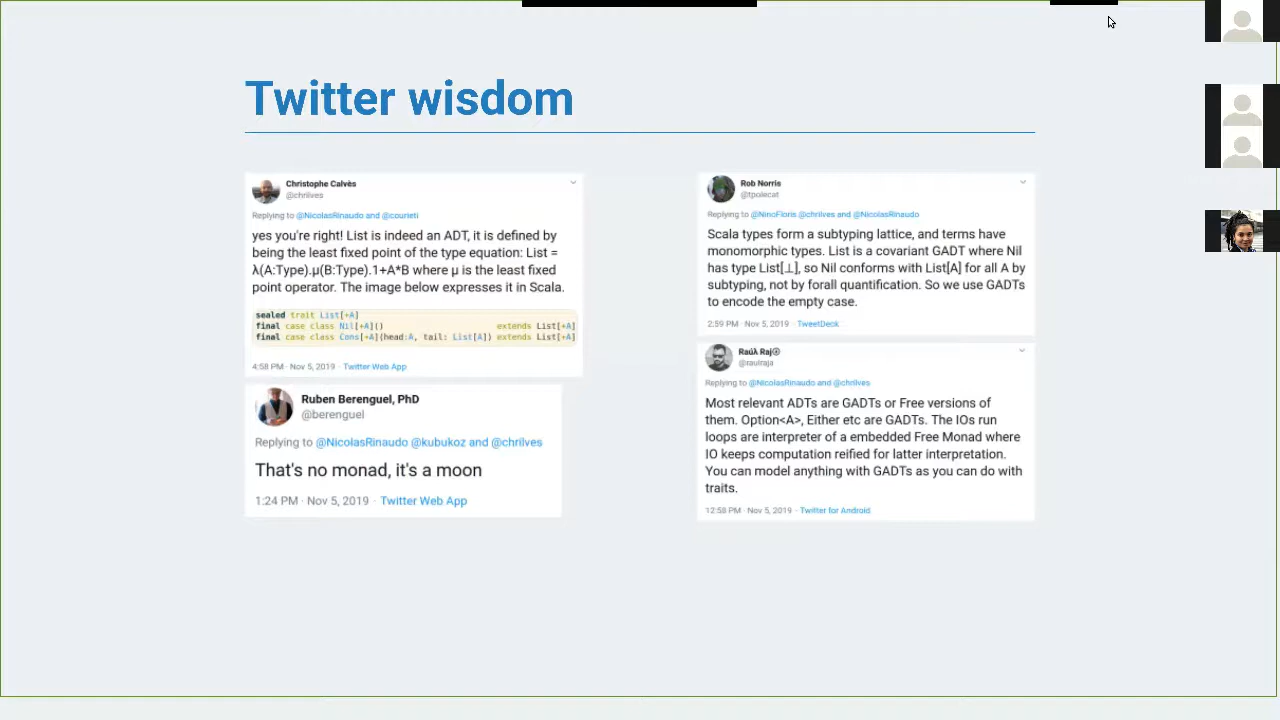 Twitter wisdom
Christophe Calvès
@chrilves
Replying to @NicolasRinaudo and @courieti
yes you're right! List is indeed an ADT, it is defined by
being the least fixed point of the type equation: List =
λ(A:Type).μ(B:Type).1+A*B where μ is the least fixed
point operator. The image below expresses it in Scala.
sealed trait List[+A]
final case class Nil[+A]() extends List[+A]
final case class Cons[+A](head:A, tail: List[A]) extends List[+A]
4:58 PM · Nov 5, 2019 · Twitter Web App
Ruben Berenguel, PhD
@berenguel
Replying to @NicolasRinaudo @kubukoz and @chrilves
That's no monad, it's a moon
1:24 PM · Nov 5, 2019 · Twitter Web App
Rob Norris
@tpolecat
Replying to @NinoFloris @chrilves and @NicolasRinaudo
Scala types form a subtyping lattice, and terms have
monomorphic types. List is a covariant GADT where Nil
has type List[⊥], so Nil conforms with List[A] for all A by
subtyping, not by forall quantification. So we use GADTs
to encode the empty case.
2:59 PM · Nov 5, 2019 · TweetDeck
Raúλ Raj⦿
@raulraja
Replying to @NicolasRinaudo and @chrilves
Most relevant ADTs are GADTs or Free versions of
them. Option<A>, Either etc are GADTs. The IOs run
loops are interpreter of a embedded Free Monad where
IO keeps computation reified for latter interpretation.
You can model anything with GADTs as you can do with
traits.
12:58 PM · Nov 5, 2019 · Twitter for Android